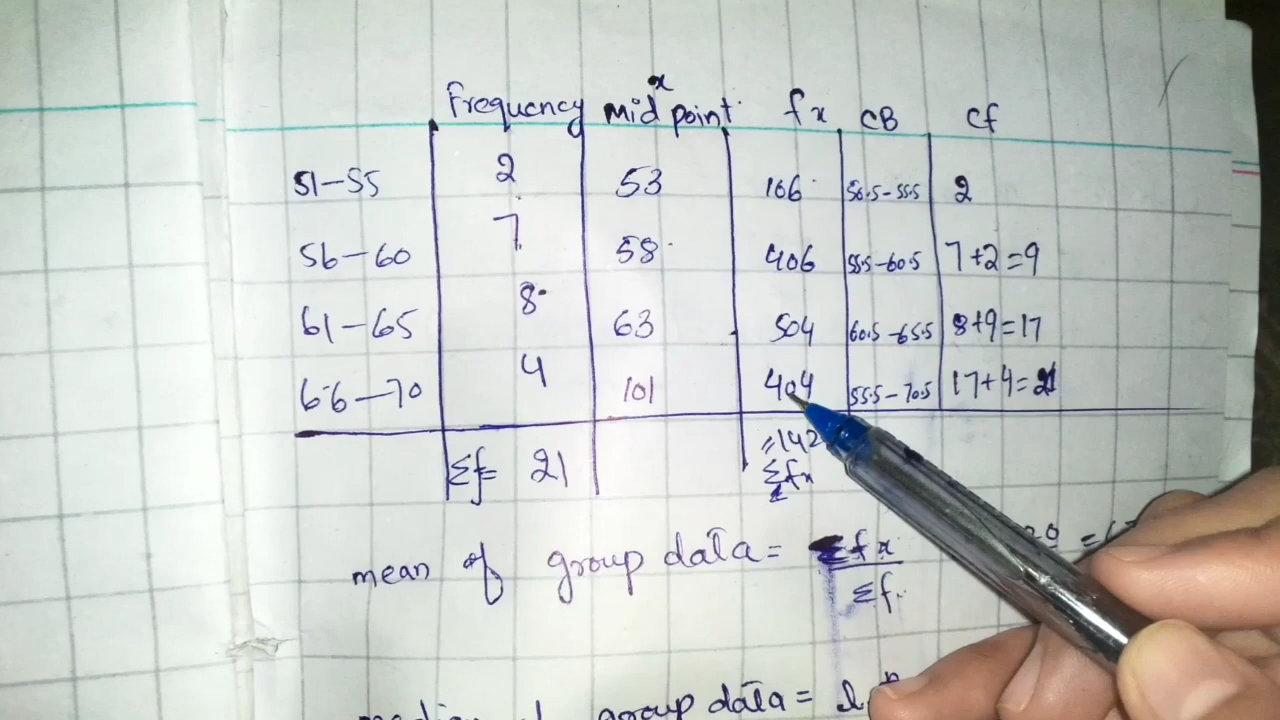 x
Frequency Midpoint fx CB Cf
51-55 2 53 106 50.5-55.5 2
56-60 7 58 406 55.5-60.5 7+2=9
61-65 8 63 504 60.5-65.5 8+9=17
66-70 4 101 404 55.5-70.5 17+4=21
Σf= 21 =142
Σfx
mean of group data = Σfx
Σf
group data =